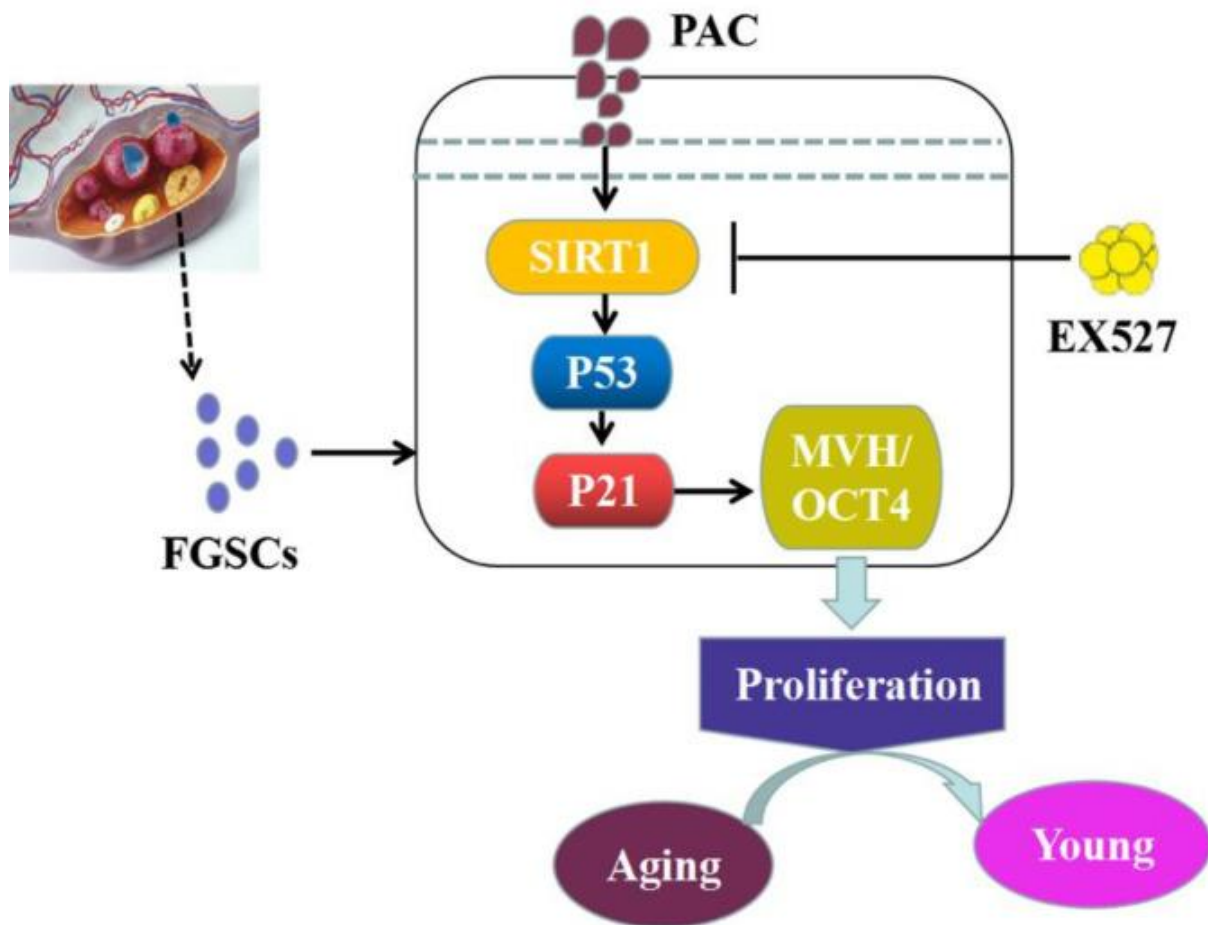 PAC
SIRT1
EX527
P53
P21
MVH/
OCT4
FGSCs
Proliferation
Aging
Young